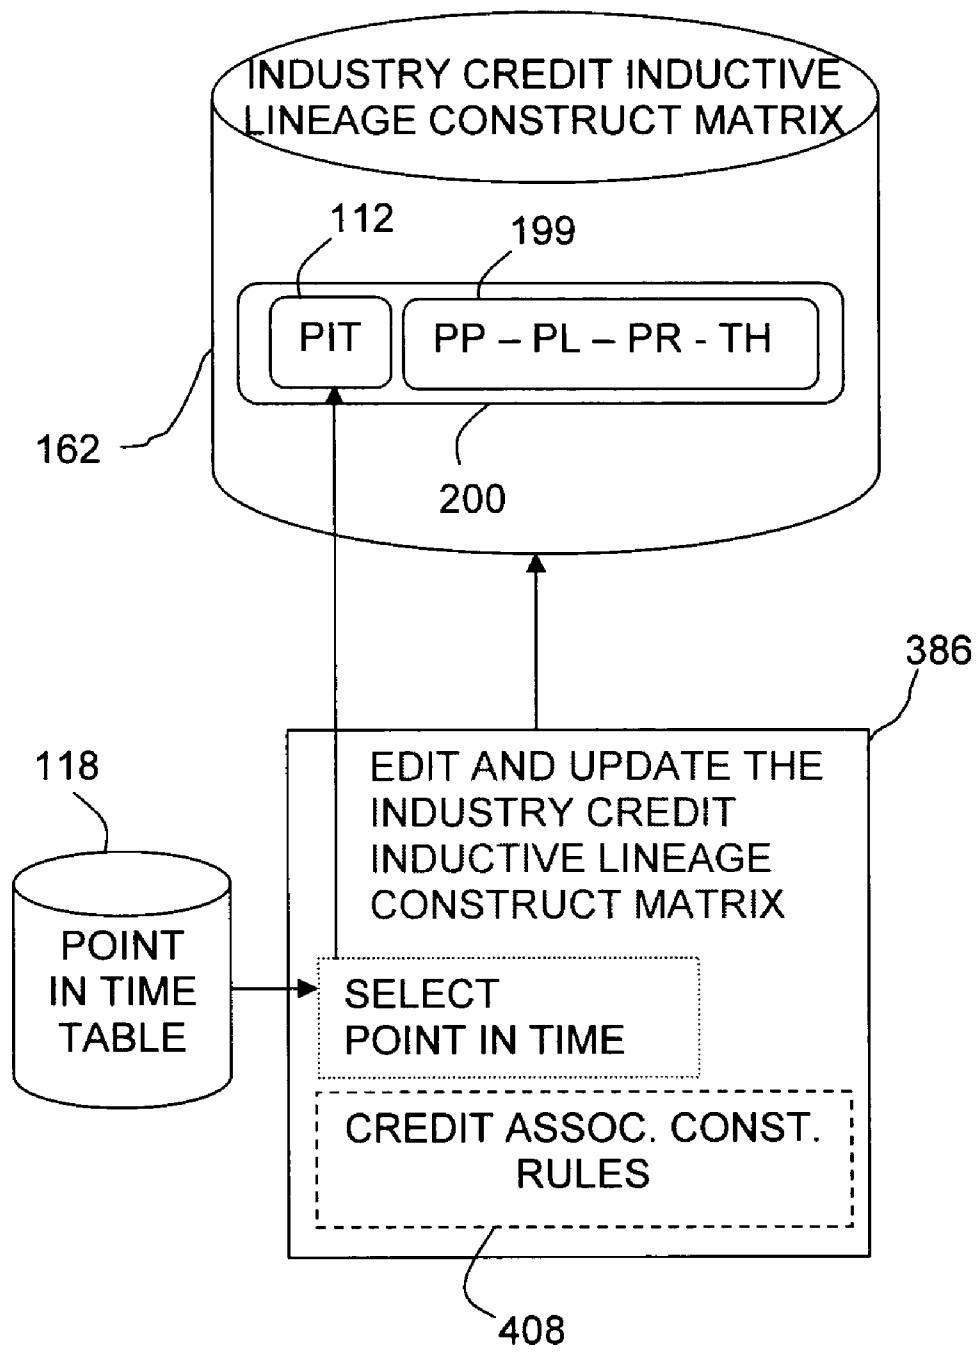 INDUSTRY CREDIT INDUCTIVE
LINEAGE CONSTRUCT MATRIX
112
199
PIT
PP – PL – PR - TH
162
200
386
118
EDIT AND UPDATE THE
INDUSTRY CREDIT
INDUCTIVE LINEAGE
CONSTRUCT MATRIX
POINT
IN TIME
TABLE
SELECT
POINT IN TIME
CREDIT ASSOC. CONST.
RULES
408